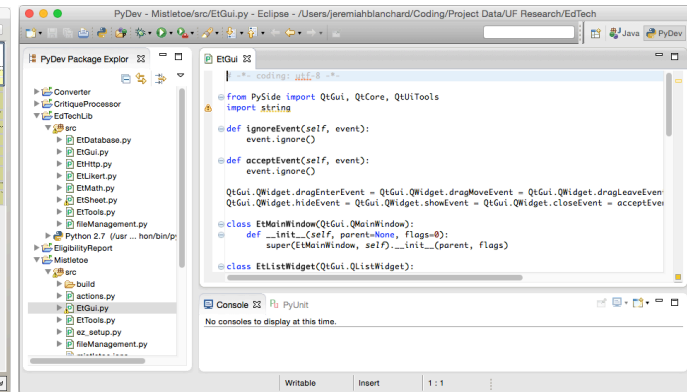 PyDev - Mistletoe/src/EtGui.py - Eclipse - /Users/jeremiahblanchard/Coding/Project Data/UF Research/EdTech
Java
PyDev
PyDev Package Explor
Converter
CritiqueProcessor
EdTechLib
src
EtDatabase.py
EtGui.py
EtHttp.py
EtLikert.py
EtMath.py
EtSheet.py
EtTools.py
fileManagement.py
Python 2.7 (/usr ... hon/bin/py
EligibilityReport
Mistletoe
src
build
actions.py
EtGui.py
EtTools.py
ez_setup.py
fileManagement.py
EtGui
# -*- coding: utf-8 -*-
from PySide import QtGui, QtCore, QtUiTools
import string
def ignoreEvent(self, event):
event.ignore()
def acceptEvent(self, event):
event.ignore()
QtGui.QWidget.dragEnterEvent = QtGui.QWidget.dragMoveEvent = QtGui.QWidget.dragLeaveEven
QtGui.QWidget.hideEvent = QtGui.QWidget.showEvent = QtGui.QWidget.closeEvent = acceptEve
class EtMainWindow(QtGui.QMainWindow):
def __init__(self, parent=None, flags=0):
super(EtMainWindow, self).__init__(parent, flags)
class EtListWidget(QtGui.QListWidget):
Console
PyUnit
No consoles to display at this time.
Writable
Insert
1 : 1